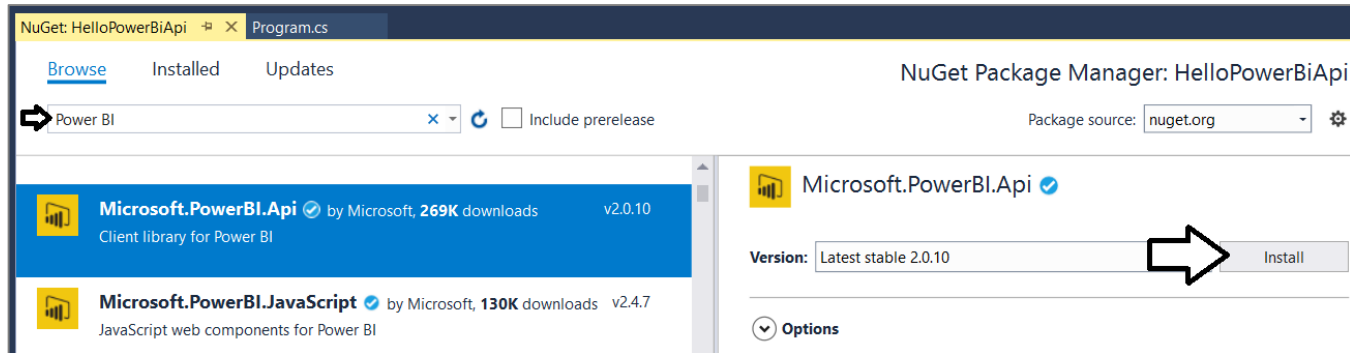 NuGet: HelloPowerBiApi Program.cs
Browse Installed Updates
NuGet Package Manager: HelloPowerBiApi
Power BI
Include prerelease
Package source: nuget.org
Microsoft.PowerBI.Api by Microsoft, 269K downloads v2.0.10
Client library for Power BI
Microsoft.PowerBI.JavaScript by Microsoft, 130K downloads v2.4.7
JavaScript web components for Power BI
Microsoft.PowerBI.Api
Version: Latest stable 2.0.10 Install
Options